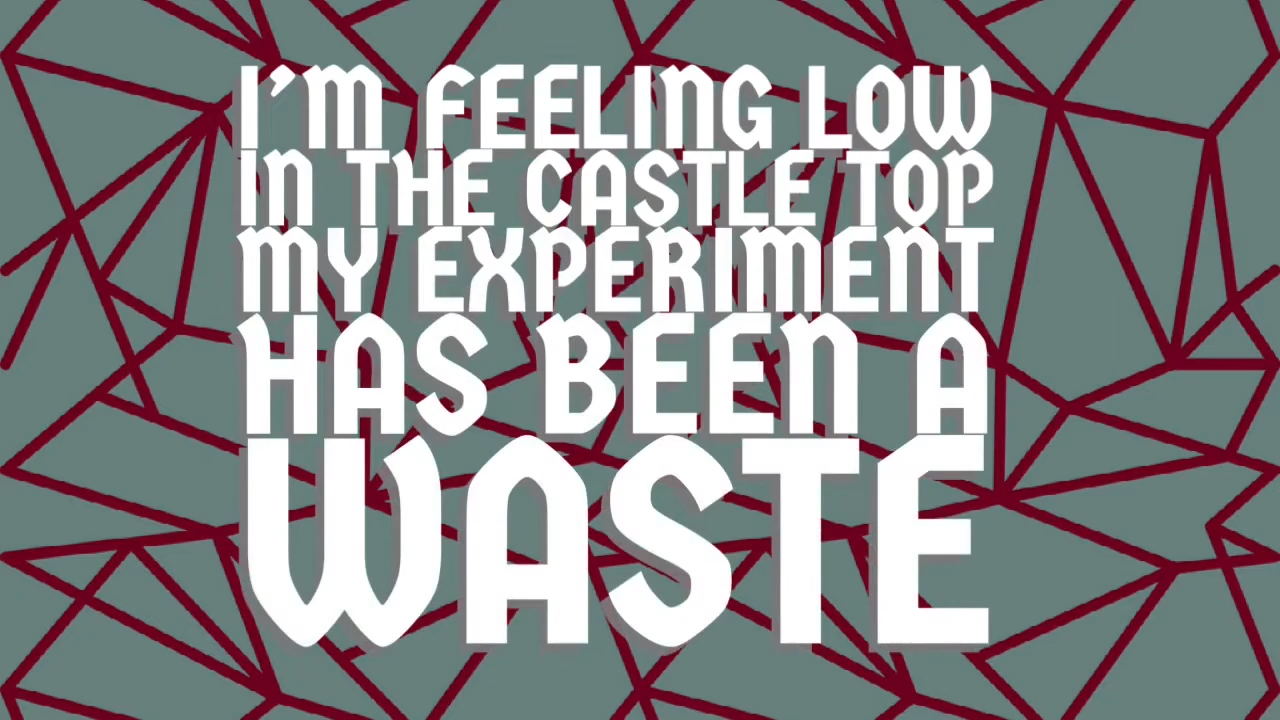 I'M FEELING LOW
IN THE CASTLE TOP
MY EXPERIMENT
HAS BEEN A
WASTE